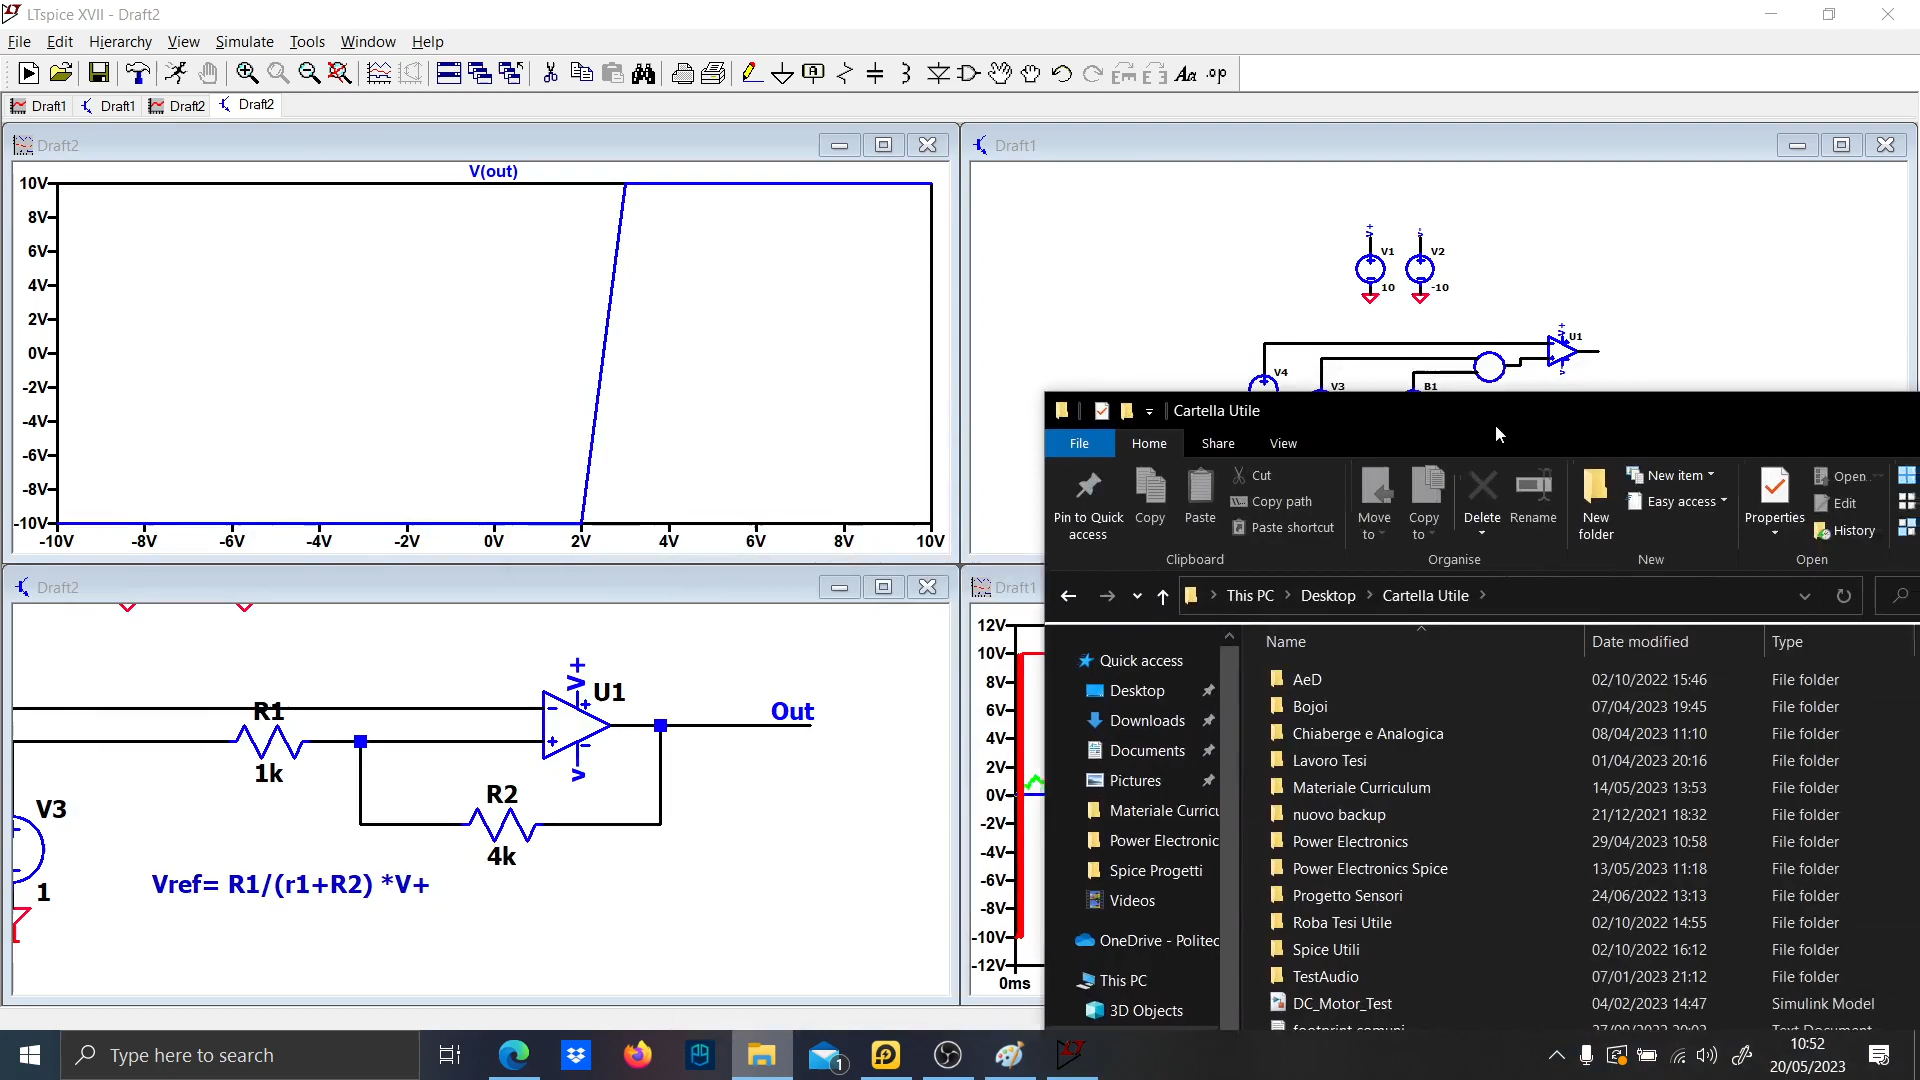 LTspice XVII - Draft2
File Edit Hierarchy View Simulate Tools Window Help
Aa .op
Draft1 Draft1 Draft2 Draft2
Draft2
V(out)
10V
8V
6V
4V
2V
0V
-2V
-4V
-6V
-8V
-10V
-10V -8V -6V -4V -2V 0V 2V 4V 6V 8V 10V
Draft1
V+ V-
V1 V2
10 -10
V+
U1
V4
V3 B1
Draft2
V+
U1
R1
Out
1k
V-
R2
V3
4k
1
Vref= R1/(r1+R2) *V+
Draft1
12V
10V
8V
6V
4V
2V
0V
-2V
-4V
-6V
-8V
-10V
-12V
0ms
Cartella Utile
File Home Share View
Pin to Quick access
Copy
Paste
Cut
Copy path
Paste shortcut
Clipboard
Move to
Copy to
Delete
Rename
Organise
New folder
New item
Easy access
New
Properties
Open
Edit
History
Open
This PC Desktop Cartella Utile
Name Date modified Type
Quick access
Desktop
Downloads
Documents
Pictures
Materiale Curricu
Power Electronic
Spice Progetti
Videos
OneDrive - Politec
This PC
3D Objects
AeD 02/10/2022 15:46 File folder
Bojoi 07/04/2023 19:45 File folder
Chiaberge e Analogica 08/04/2023 11:10 File folder
Lavoro Tesi 01/04/2023 20:16 File folder
Materiale Curriculum 14/05/2023 13:53 File folder
nuovo backup 21/12/2021 18:32 File folder
Power Electronics 29/04/2023 10:58 File folder
Power Electronics Spice 13/05/2023 11:18 File folder
Progetto Sensori 24/06/2022 13:13 File folder
Roba Tesi Utile 02/10/2022 14:55 File folder
Spice Utili 02/10/2022 16:12 File folder
TestAudio 07/01/2023 21:12 File folder
DC_Motor_Test 04/02/2023 14:47 Simulink Model
Type here to search
1
10:52
20/05/2023